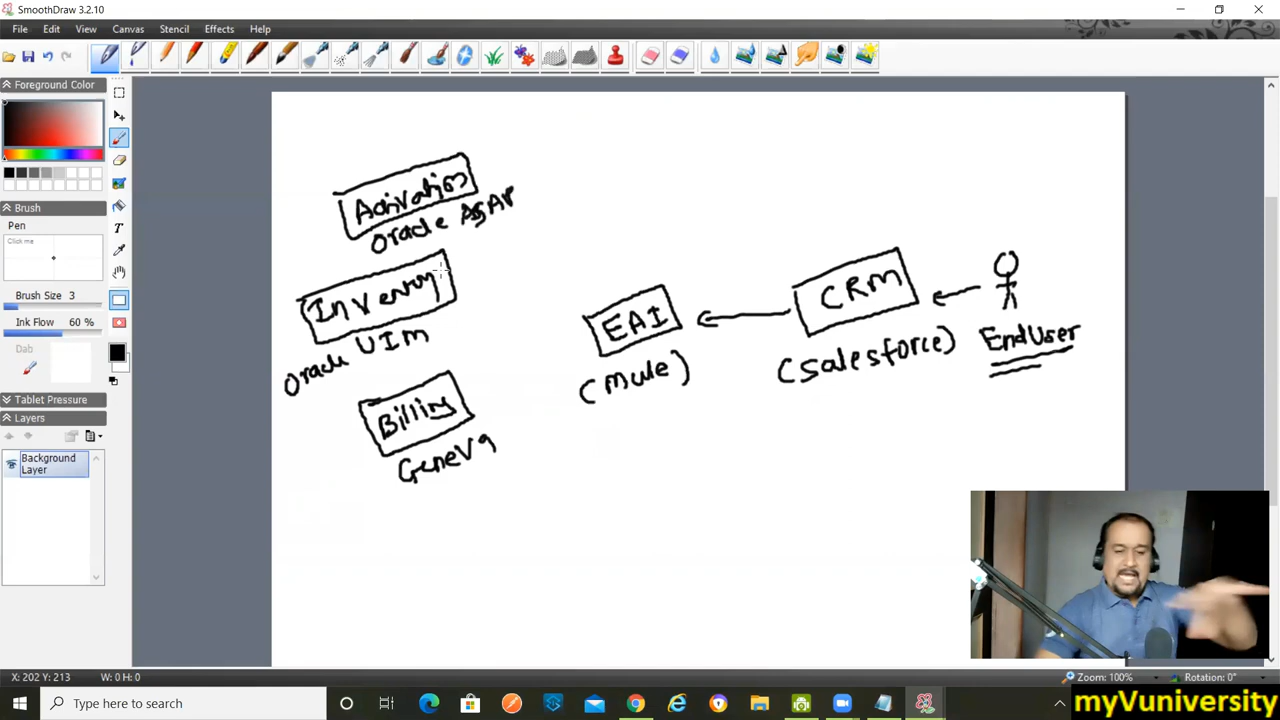 SmoothDraw 3.2.10
File Edit View Canvas Stencil Effects Help
Foreground Color
Brush
Pen
Click me
Brush Size 3
Ink Flow 60 %
Dab
Tablet Pressure
Layers
Background
Layer
Activation
Oracle ASAP
Inventory
Oracle UIM
Billing
Geneva
EAI
(Mule)
CRM
(Salesforce)
EndUser
X: 202 Y: 213 W: 0 H: 0 Zoom: 100% Rotation: 0°
Type here to search
myVuniversity